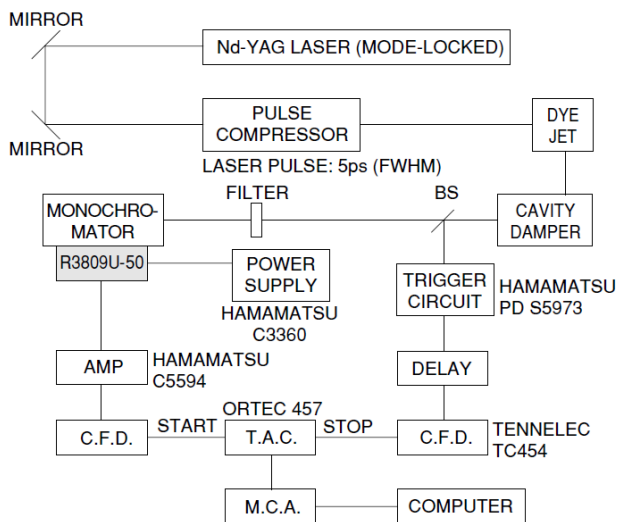 MIRROR
Nd-YAG LASER (MODE-LOCKED)
MIRROR
PULSE
COMPRESSOR
DYE
JET
LASER PULSE: 5ps (FWHM)
FILTER
BS
MONOCHRO-
MATOR
CAVITY
DAMPER
R3809U-50
POWER
SUPPLY
TRIGGER
CIRCUIT
HAMAMATSU
PD S5973
HAMAMATSU
C3360
AMP
HAMAMATSU
C5594
DELAY
ORTEC 457
C.F.D.
START
T.A.C.
STOP
C.F.D.
TENNELEC
TC454
M.C.A.
COMPUTER